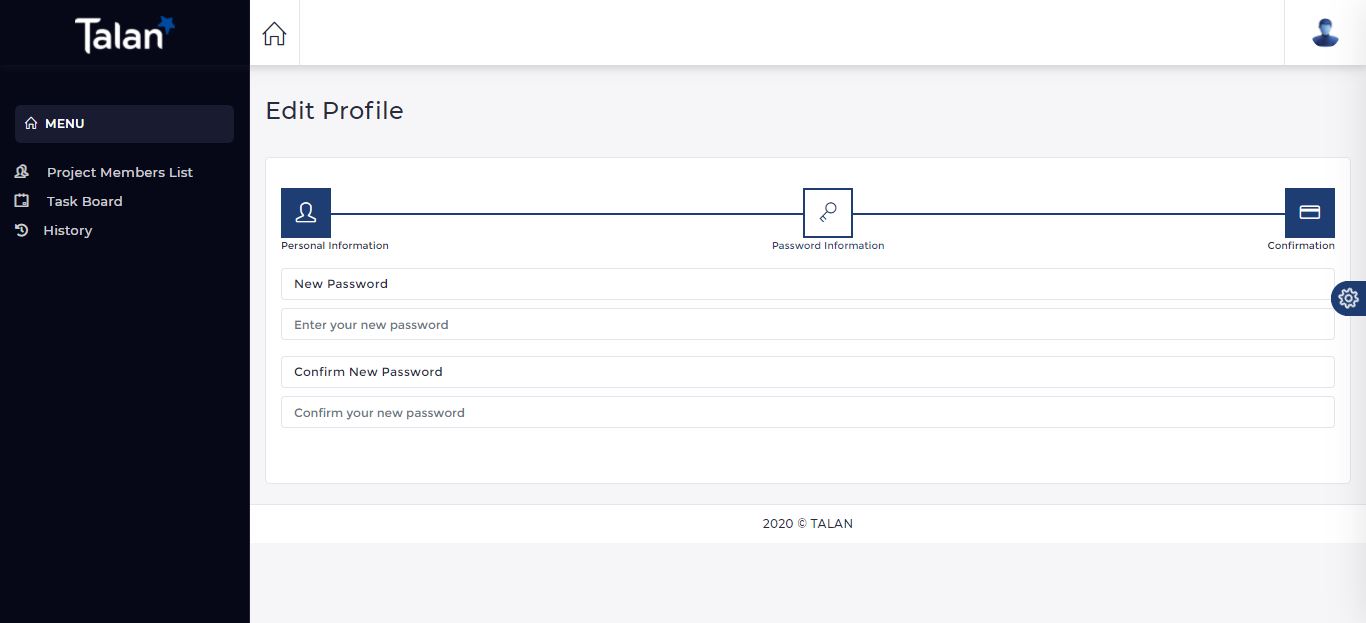 Talan
MENU
Project Members List
Task Board
History
Edit Profile
Personal Information
Password Information
Confirmation
New Password
Enter your new password
Confirm New Password
Confirm your new password
2020 © TALAN